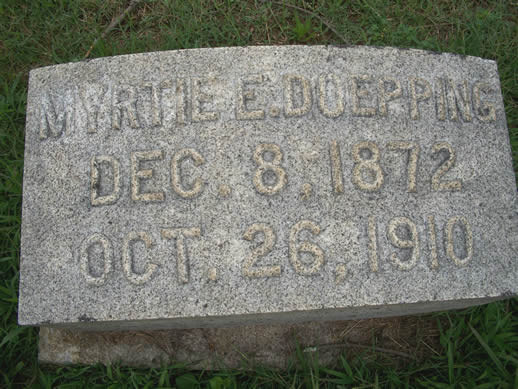 MYRTIE E. DOEPPING
DEC. 8, 1872
OCT. 26, 1910